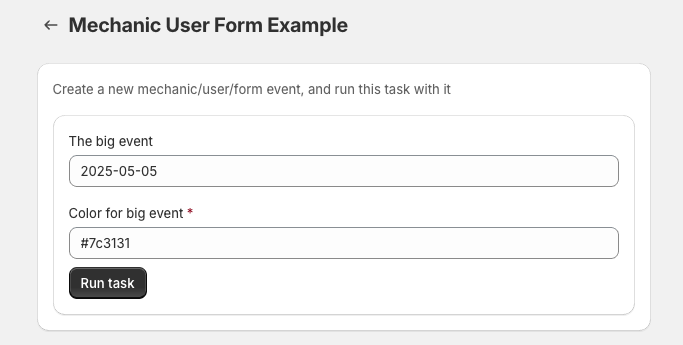 Mechanic User Form Example
Create a new mechanic/user/form event, and run this task with it
The big event
2025-05-05
Color for big event *
#7c3131
Run task